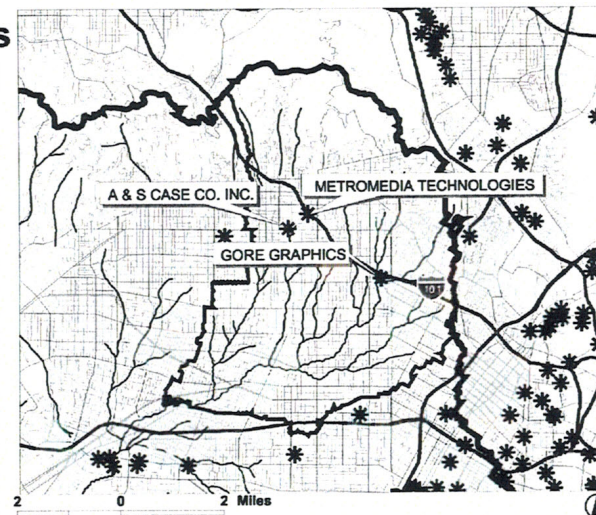 s
A & S CASE CO. INC.
METROMEDIA TECHNOLOGIES
GORE GRAPHICS
101
2 0 2 Miles